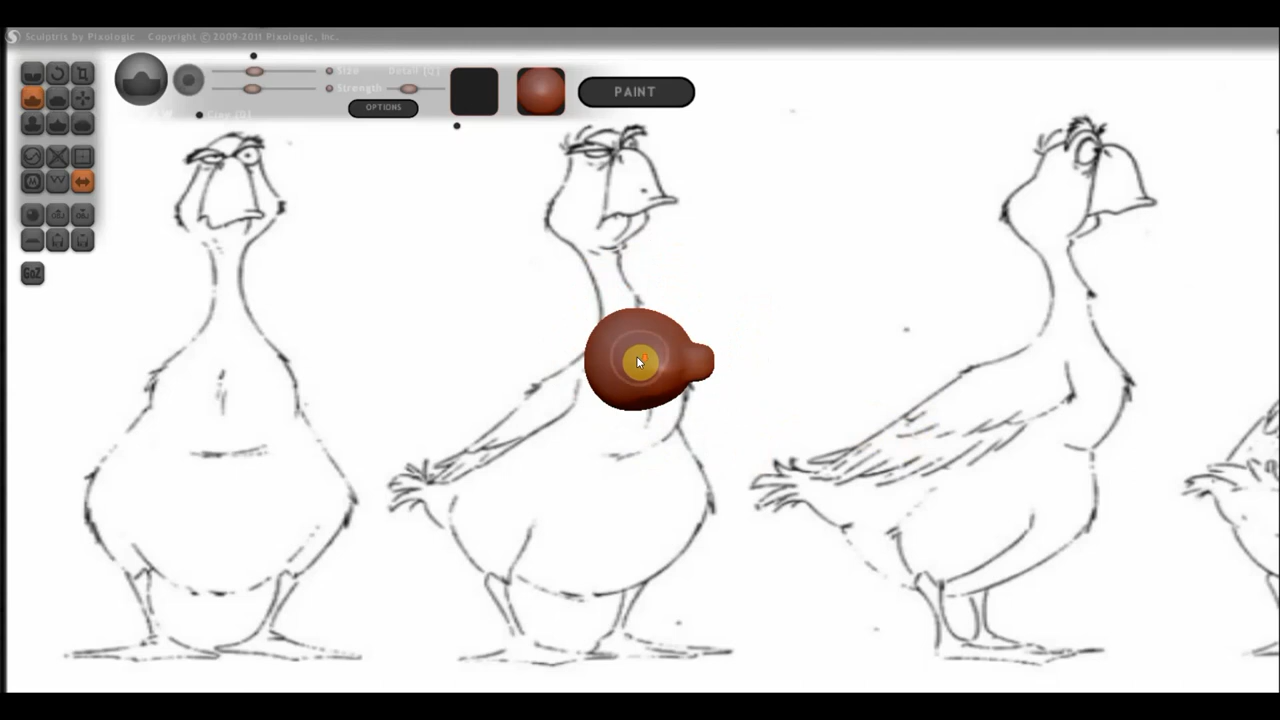 Sculptris by Pixologic    Copyright © 2009-2011 Pixologic, Inc.
Size
Detail [Q]
Strength
OPTIONS
PAINT
GoZ